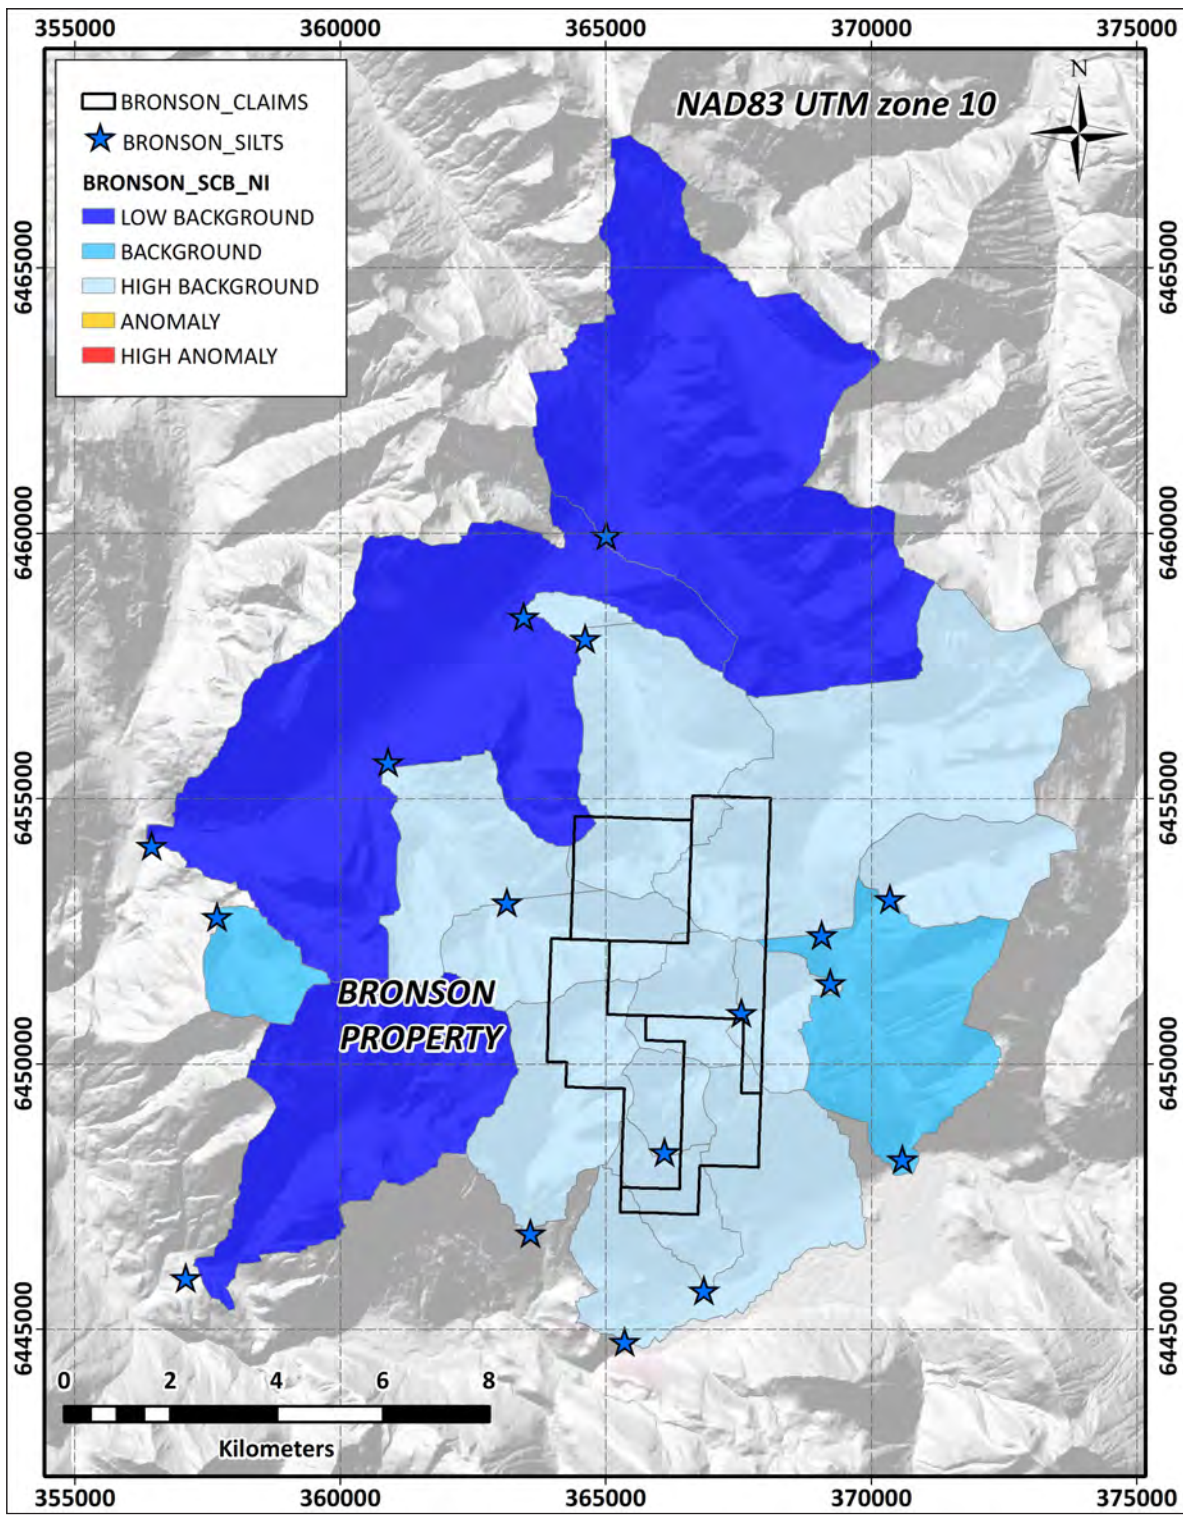 355000 360000 365000 370000 375000
NAD83 UTM zone 10
N
BRONSON_CLAIMS
BRONSON_SILTS
BRONSON_SCB_NI
LOW BACKGROUND
BACKGROUND
HIGH BACKGROUND
ANOMALY
HIGH ANOMALY
6465000 6465000
6460000 6460000
6455000 6455000
BRONSON
PROPERTY
6450000 6450000
6445000 6445000
0 2 4 6 8
Kilometers
355000 360000 365000 370000 375000